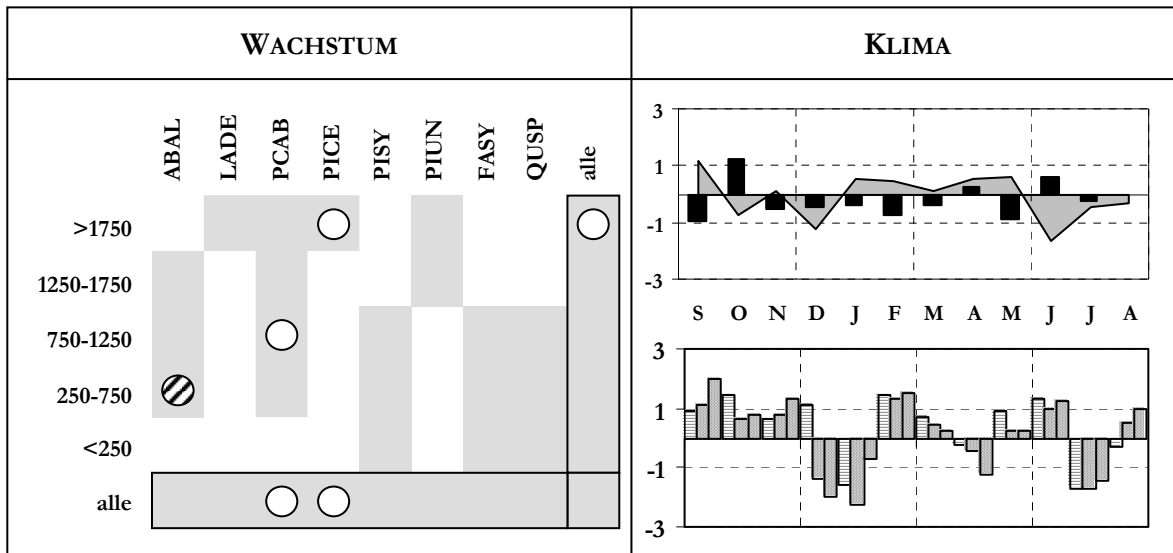 WACHSTUM
KLIMA
ABAL LADE PCAB PICE PISY PIUN FASY QUSP alle
>1750
1250-1750
750-1250
250-750
<250
alle
3
1
-1
-3
S O N D J F M A M J J A
3
1
-1
-3